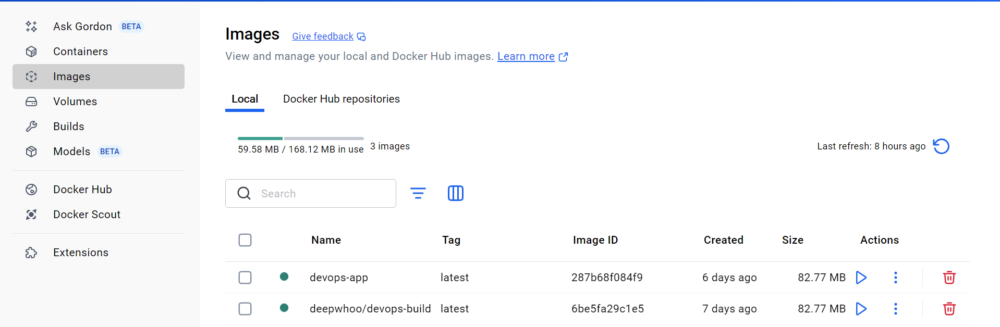 Ask Gordon BETA
Containers
Images
Volumes
Builds
Models BETA
Docker Hub
Docker Scout
Extensions
Images Give feedback
View and manage your local and Docker Hub images. Learn more
Local Docker Hub repositories
59.58 MB / 168.12 MB in use 3 images
Last refresh: 8 hours ago
Search
Name Tag Image ID Created Size Actions
devops-app latest 287b68f084f9 6 days ago 82.77 MB
deepwhoo/devops-build latest 6be5fa29c1e5 7 days ago 82.77 MB